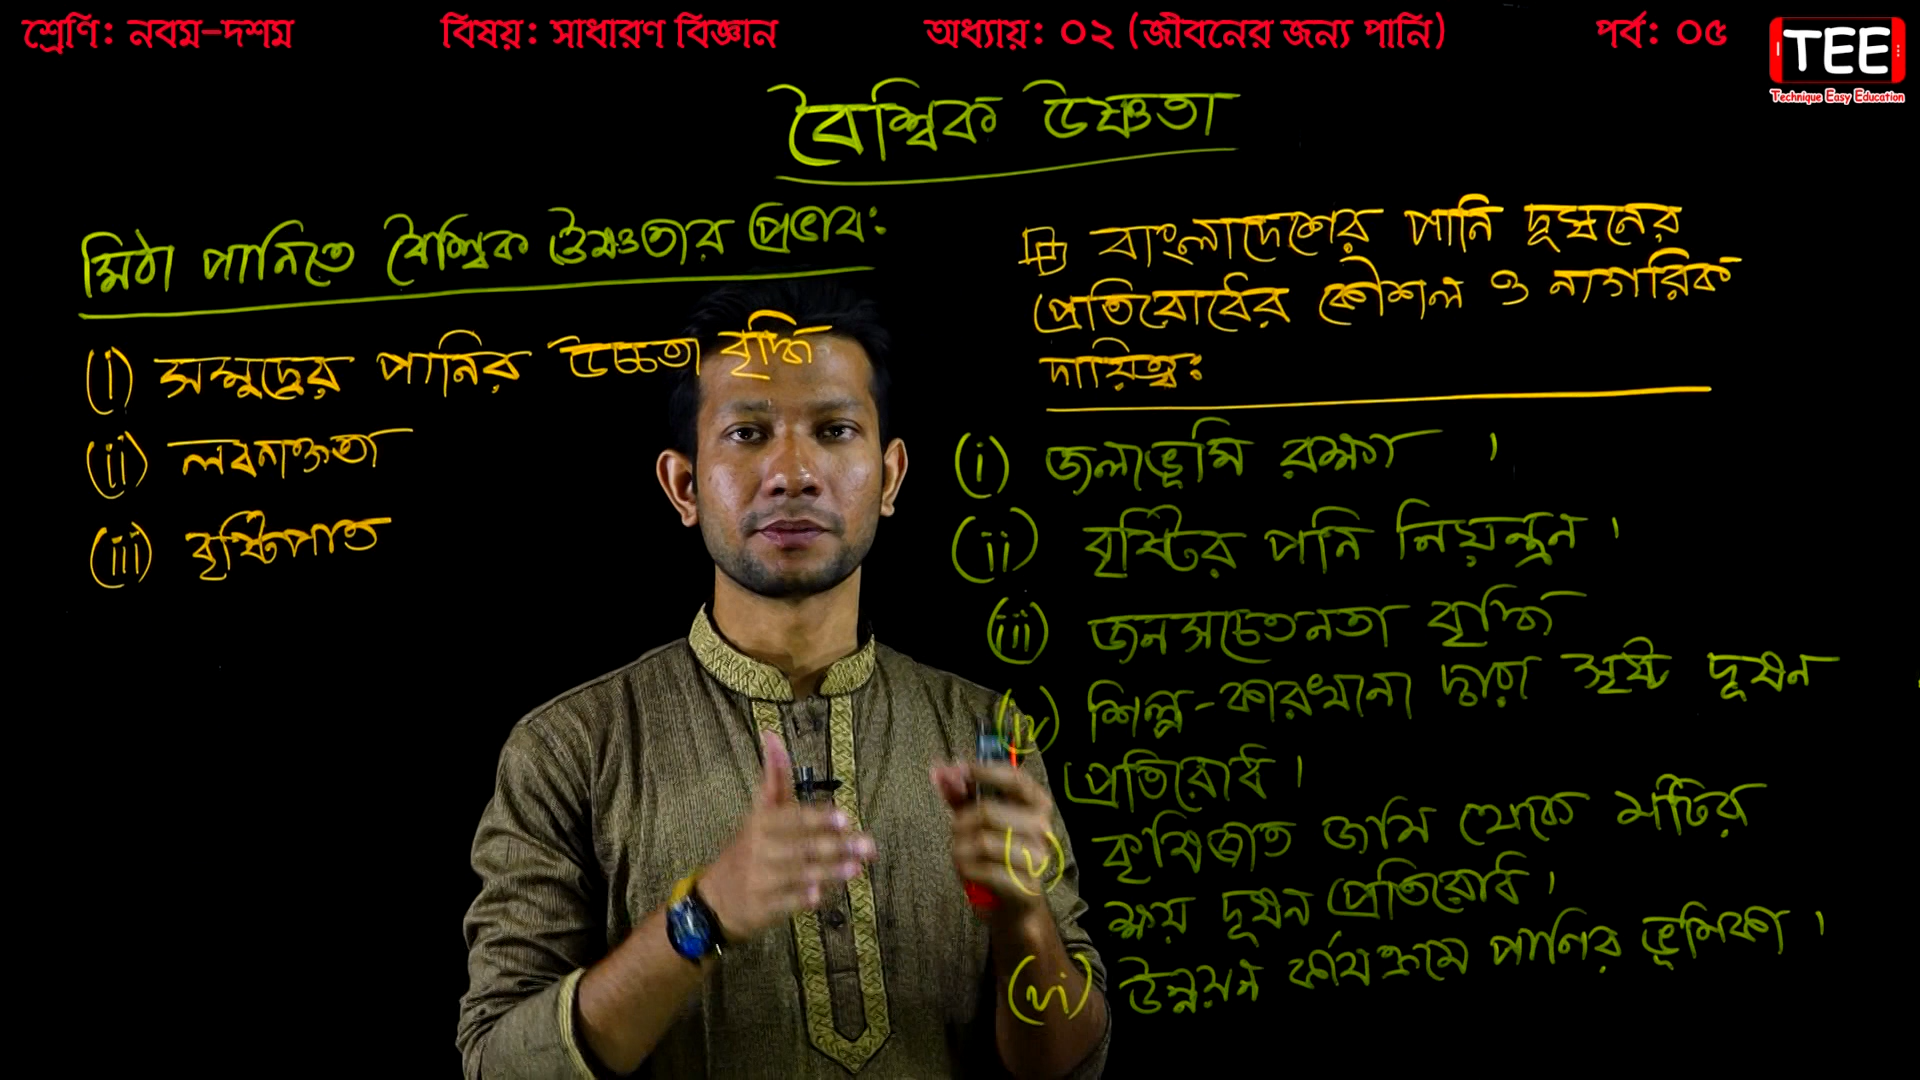 শ্রেণি: নবম-দশম
বিষয়: সাধারণ বিজ্ঞান
অধ্যায়: ০২ (জীবনের জন্য পানি)
পর্ব: ০৫
TEE
Technique Easy Education
বৈশ্বিক উষ্ণতা
মিঠা পানিতে বৈশ্বিক উষ্ণতার প্রভাব:
(i) সমুদ্রের পানির উচ্চতা বৃদ্ধি
(ii) লবনাক্ততা
(iii) বৃষ্টিপাত
বাংলাদেশের পানি দূষনের
প্রতিরোধের কৌশল ও নাগরিক
দায়িত্ব:
(i) জলাভূমি রক্ষা ।
(ii) বৃষ্টির পানি নিয়ন্ত্রন ।
(iii) জনসচেতনতা বৃদ্ধি
(iv) শিল্প-কারখানা দ্বারা সৃষ্ট দূষন
প্রতিরোধ ।
(v) কৃষিজাত জমি থেকে মাটির
ক্ষয় দূষন প্রতিরোধ ।
(vi) উন্নয়ন কার্যক্রমে পানির ভূমিকা ।